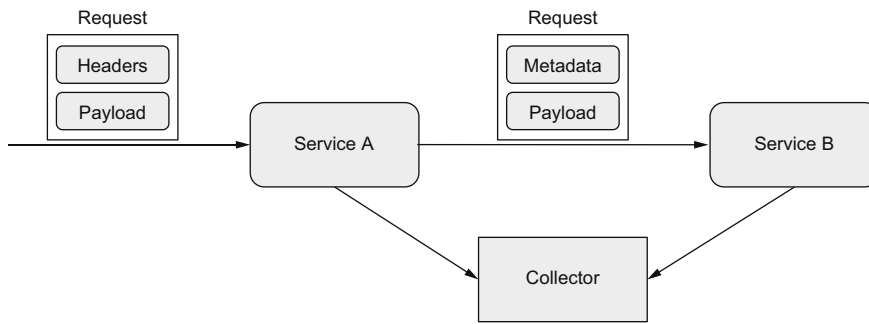 Request
Headers
Payload
Request
Metadata
Payload
Service A
Service B
Collector